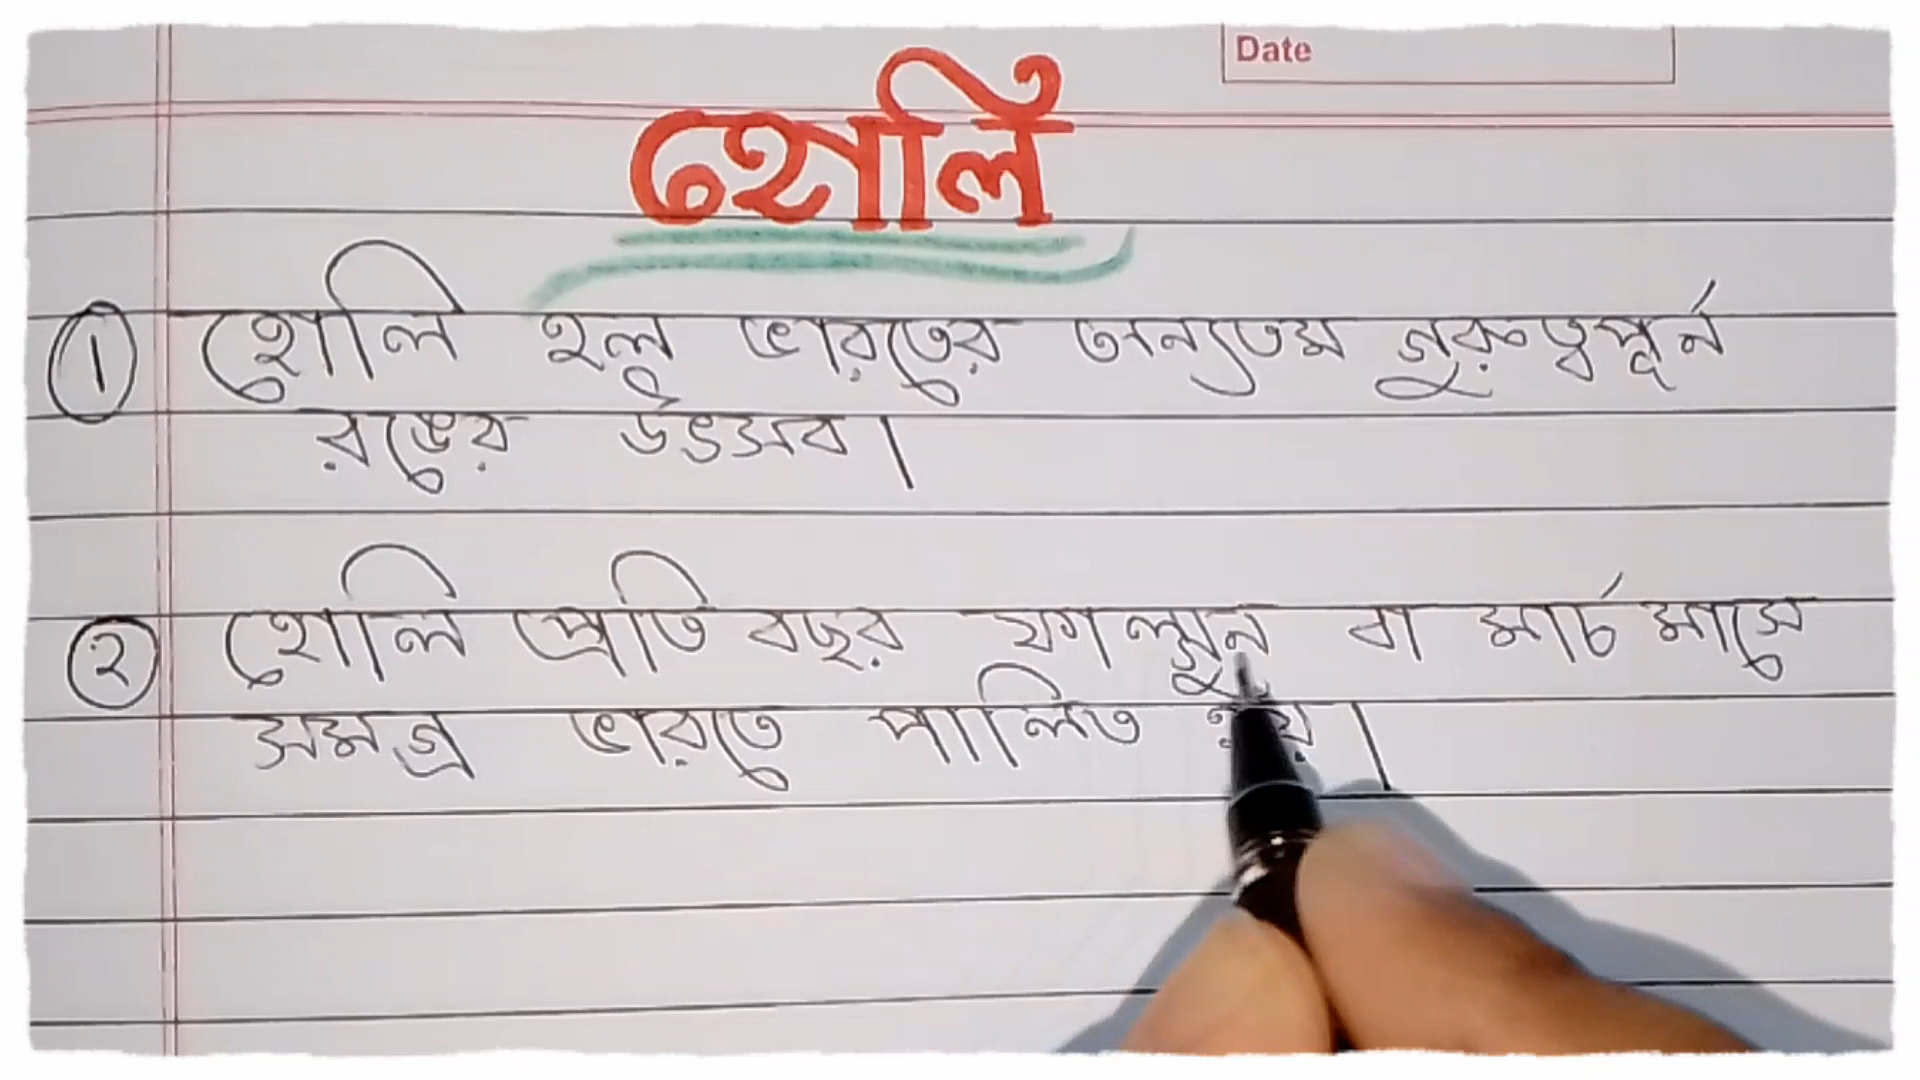 Date
হোলি
১ হোলি হল ভারতের অন্যতম গুরুত্বপূর্ন
রঙের উৎসব।
২ হোলি প্রতি বছর ফাল্গুন বা মার্চ মাসে
সমগ্র ভারতে পালিত হয়।